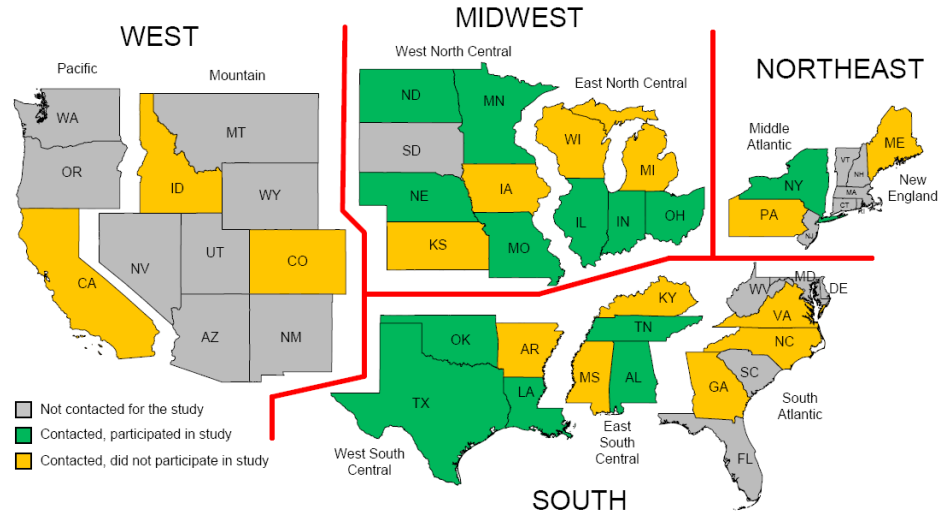 WEST
Pacific
Mountain
WA
OR
CA
ID
MT
WY
NV
UT
CO
AZ
NM
MIDWEST
West North Central
East North Central
ND
MN
SD
NE
IA
KS
MO
WI
MI
IL
IN
OH
NORTHEAST
Middle
Atlantic
New
England
NY
PA
NJ
VT
NH
MA
CT
RI
ME
OK
TX
AR
LA
West South
Central
KY
TN
MS
AL
East
South
Central
WV
MD
DE
VA
NC
SC
GA
FL
South
Atlantic
SOUTH
Not contacted for the study
Contacted, participated in study
Contacted, did not participate in study